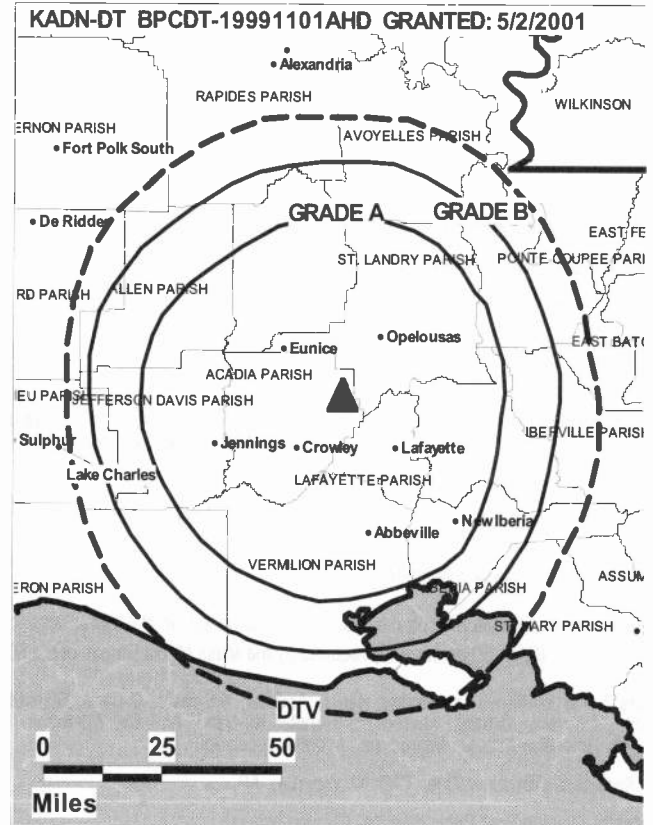 KADN-DT BPCDT-19991101AHD GRANTED: 5/2/2001
Alexandria
RAPIDES PARISH
WILKINSON
ERNON PARISH
AVOYELLES PARISH
Fort Polk South
GRADE A
GRADE B
De Ridder
EAST FE
ST. LANDRY PARISH
POINTE COUPEE PARI
ALLEN PARISH
RD PARISH
Opelousas
EAST BATO
Eunice
ACADIA PARISH
IEU PARISH
JEFFERSON DAVIS PARISH
IBERVILLE PARISH
Sulphur
Jennings
Crowley
Lafayette
Lake Charles
LAFAYETTE PARISH
New Iberia
Abbeville
VERMILION PARISH
ASSUM
ERON PARISH
IBERIA PARISH
ST. MARY PARISH
DTV
0 25 50
Miles